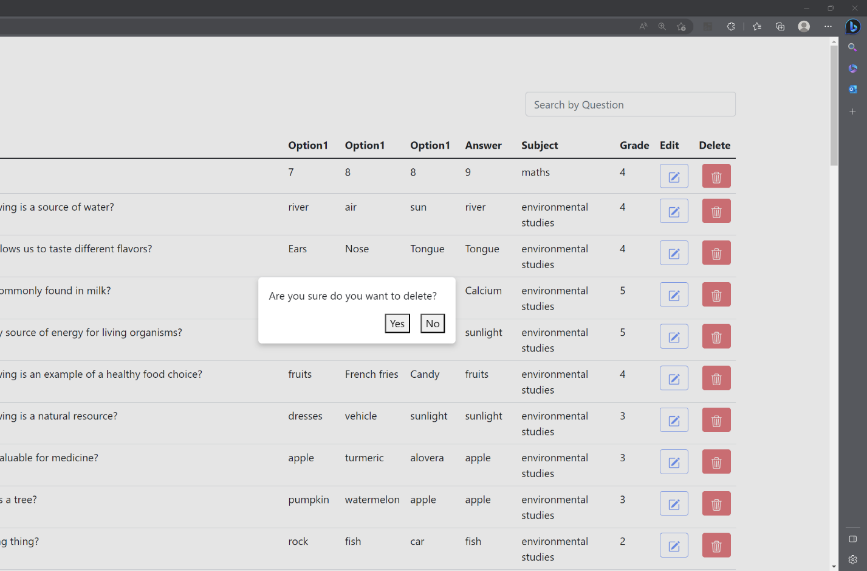 Search by Question
Option1 Option1 Option1 Answer Subject Grade Edit Delete
7 8 8 9 maths 4
ving is a source of water? river air sun river environmental studies 4
lows us to taste different flavors? Ears Nose Tongue Tongue environmental studies 4
ommonly found in milk? Calcium environmental studies 5
Are you sure do you want to delete?
Yes No
y source of energy for living organisms? sunlight environmental studies 5
ving is an example of a healthy food choice? fruits French fries Candy fruits environmental studies 4
ving is a natural resource? dresses vehicle sunlight sunlight environmental studies 3
aluable for medicine? apple turmeric alovera apple environmental studies 3
s a tree? pumpkin watermelon apple apple environmental studies 3
ng thing? rock fish car fish environmental studies 2